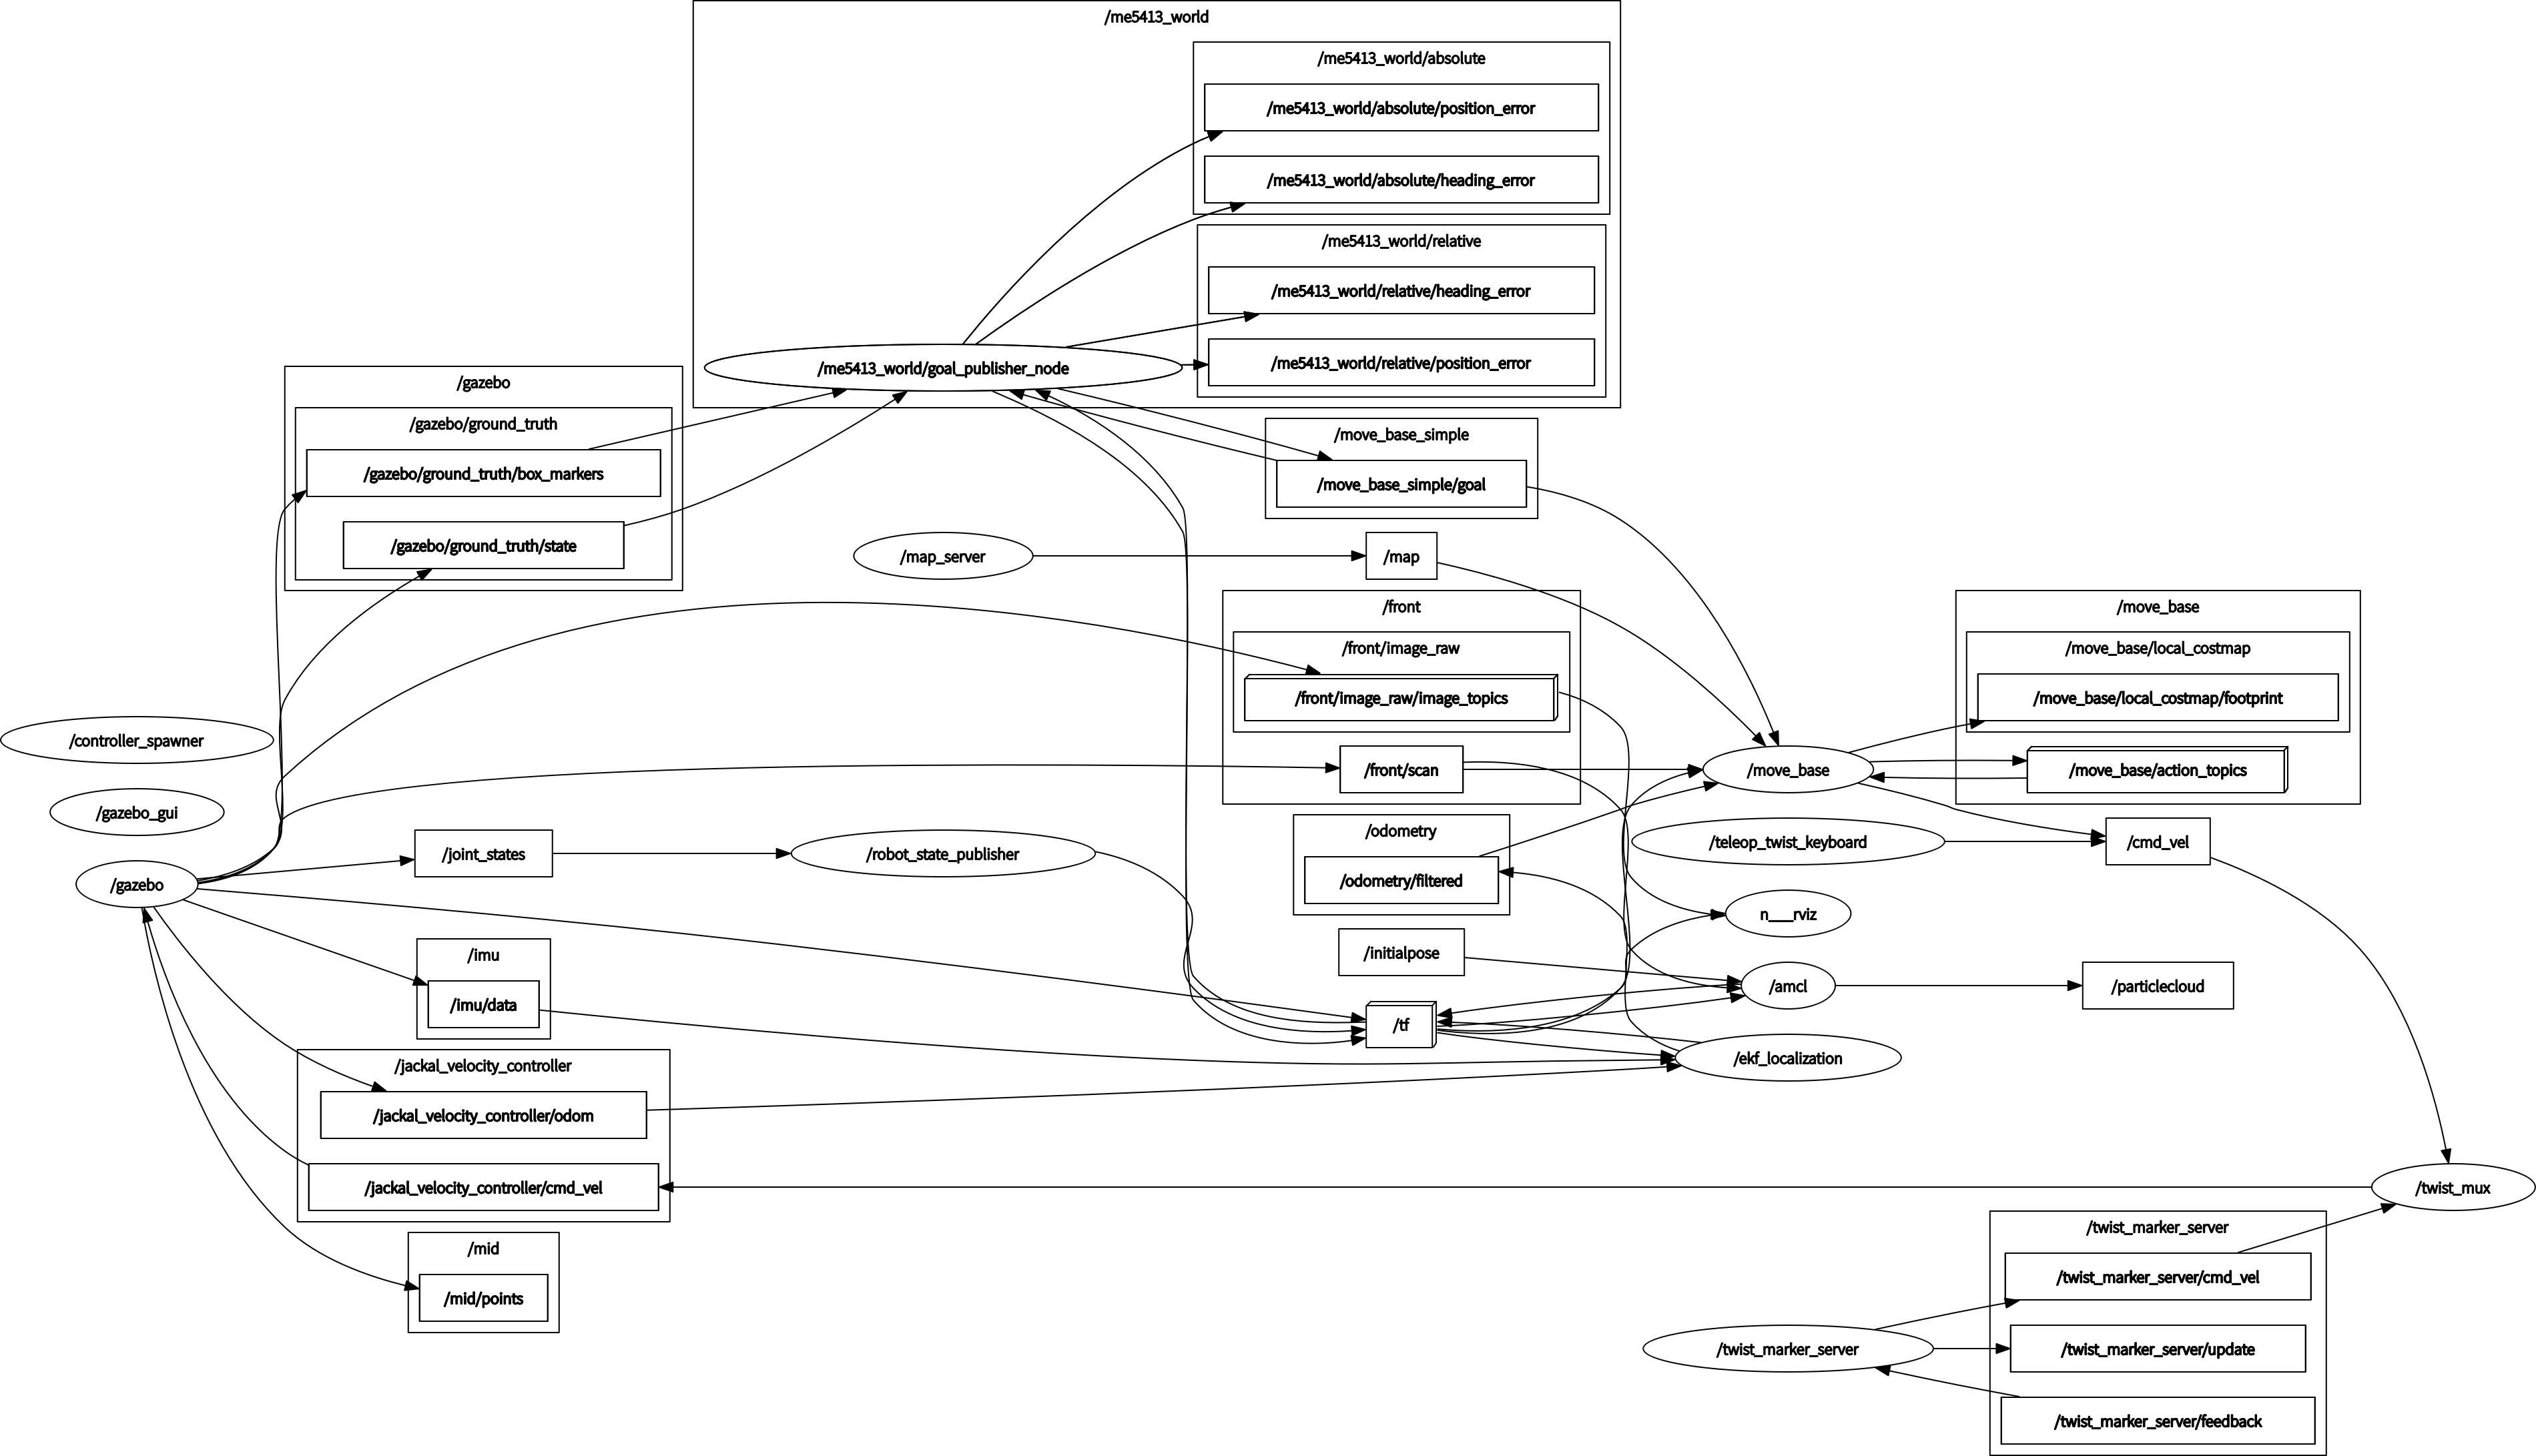 /me5413_world
/me5413_world/absolute
/me5413_world/absolute/position_error
/me5413_world/absolute/heading_error
/me5413_world/relative
/me5413_world/relative/heading_error
/me5413_world/relative/position_error
/me5413_world/goal_publisher_node
/gazebo
/gazebo/ground_truth
/gazebo/ground_truth/box_markers
/gazebo/ground_truth/state
/move_base_simple
/move_base_simple/goal
/map_server
/map
/front
/front/image_raw
/front/image_raw/image_topics
/front/scan
/move_base
/move_base/local_costmap
/move_base/local_costmap/footprint
/move_base/action_topics
/move_base
/controller_spawner
/gazebo_gui
/gazebo
/joint_states
/robot_state_publisher
/odometry
/odometry/filtered
/teleop_twist_keyboard
/cmd_vel
n___rviz
/initialpose
/amcl
/particlecloud
/imu
/imu/data
/tf
/ekf_localization
/jackal_velocity_controller
/jackal_velocity_controller/odom
/jackal_velocity_controller/cmd_vel
/twist_mux
/mid
/mid/points
/twist_marker_server
/twist_marker_server/cmd_vel
/twist_marker_server
/twist_marker_server/update
/twist_marker_server/feedback